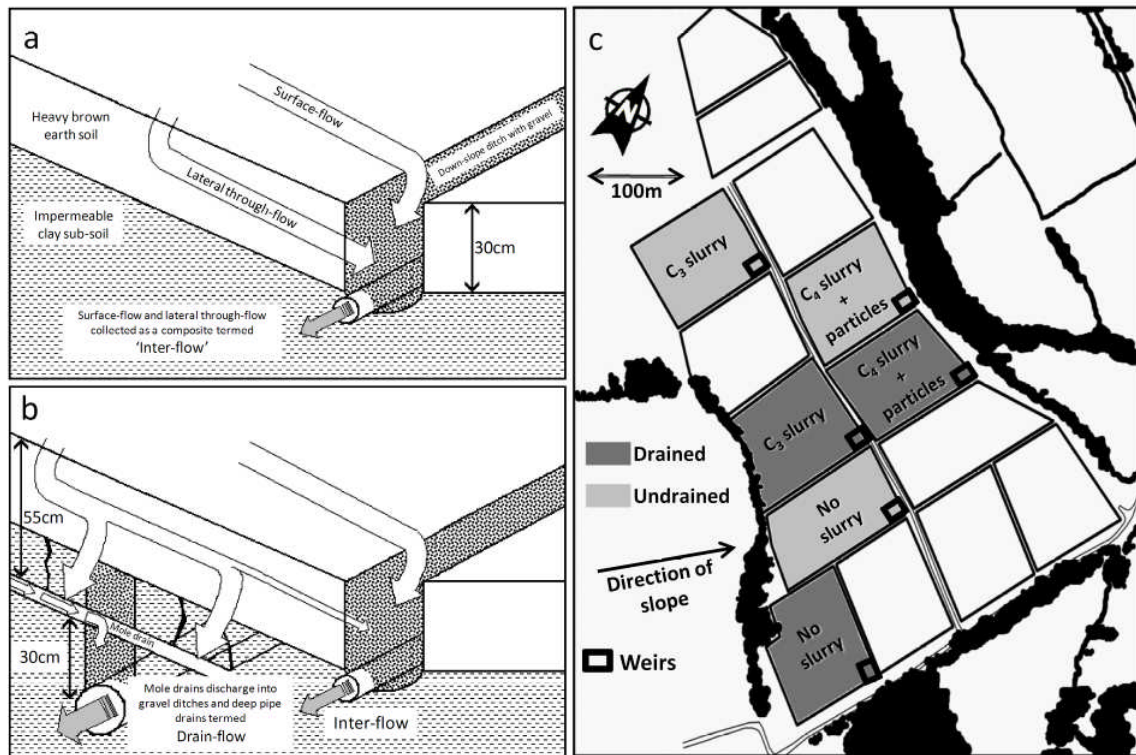 a
Heavy brown
earth soil
Surface-flow
Down-slope ditch with gravel
Lateral through-flow
Impermeable
clay sub-soil
30cm
Surface-flow and lateral through-flow
collected as a composite termed
'Inter-flow'
b
55cm
Mole drain
30cm
Mole drains discharge into
gravel ditches and deep pipe
drains termed
Drain-flow
Inter-flow
c
N
100m
C₃ slurry
C₄ slurry
+
particles
C₄ slurry
+
particles
C₃ slurry
Drained
Undrained
No
slurry
Direction of
slope
No
slurry
Weirs